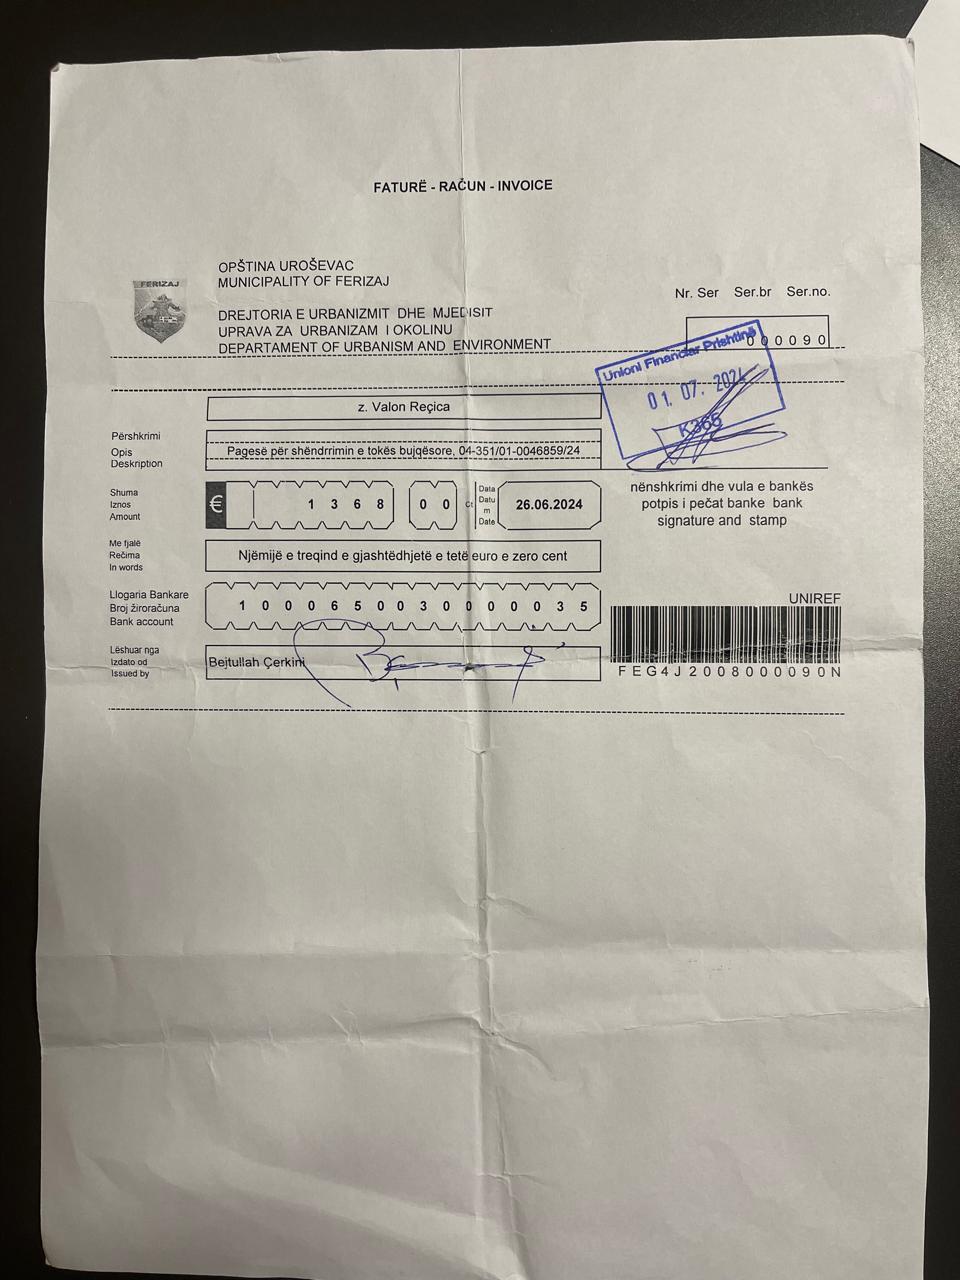 FATURË - RAČUN - INVOICE
FERIZAJ
OPŠTINA UROŠEVAC
MUNICIPALITY OF FERIZAJ
DREJTORIA E URBANIZMIT DHE MJEDISIT
UPRAVA ZA URBANIZAM I OKOLINU
DEPARTAMENT OF URBANISM AND ENVIRONMENT
Nr. Ser Ser.br Ser.no.
000090
Unioni Financiar Prishtinë
01. 07. 2024
K365
z. Valon Reçica
Përshkrimi
Opis
Deskription
Pagesë për shëndrrimin e tokës bujqësore, 04-351/01-0046859/24
nënshkrimi dhe vula e bankës
potpis i pečat banke bank
signature and stamp
Shuma
Iznos
Amount
€ 1368 00 Ct
Data
Datu
m
Date
26.06.2024
Me fjalë
Rečima
In words
Njëmijë e treqind e gjashtëdhjetë e tetë euro e zero cent
Llogaria Bankare
Broj žiroračuna
Bank account
1000650030000035
UNIREF
FEG4J2008000090N
Lëshuar nga
Izdato od
Issued by
Bejtullah Çerkini